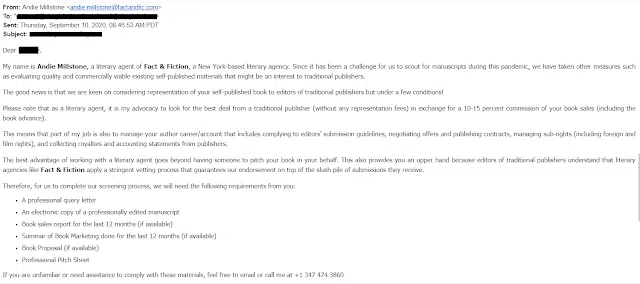 From: Andie Millstone <andie.millstone@factandfic.com>
To:
Sent: Thursday, September 10, 2020, 08:46:53 AM PDT
Subject:
Dear
My name is Andie Millstone, a literary agent of Fact & Fiction, a New York-based literary agency. Since it has been a challenge for us to scout for manuscripts during this pandemic, we have taken other measures such
as evaluating quality and commercially viable existing self-published materials that might be an interest to traditional publishers.
The good news is that we are keen on considering representation of your self-published book to editors of traditional publishers but under a few conditions!
Please note that as a literary agent, it is my advocacy to look for the best deal from a traditional publisher (without any representation fees) in exchange for a 10-15 percent commission of your book sales (including the
book advance).
This means that part of my job is also to manage your author career/account that includes complying to editors' submission guidelines, negotiating offers and publishing contracts, managing sub-rights (including foreign and
film rights), and collecting royalties and accounting statements from publishers.
The best advantage of working with a literary agent goes beyond having someone to pitch your book in your behalf. This also provides you an upper hand because editors of traditional publishers understand that literary
agencies like Fact & Fiction apply a stringent vetting process that guarantees our endorsement on top of the slush pile of submissions they receive.
Therefore, for us to complete our screening process, we will need the following requirements from you:
• A professional query letter
• An electronic copy of a professionally edited manuscript
• Book sales report for the last 12 months (if available)
• Summar of Book Marketing done for the last 12 months (if available)
• Book Proposal (if available)
• Professional Pitch Sheet
If you are unfamiliar or need assistance to comply with these materials, feel free to email or call me at +1 347 474 3860